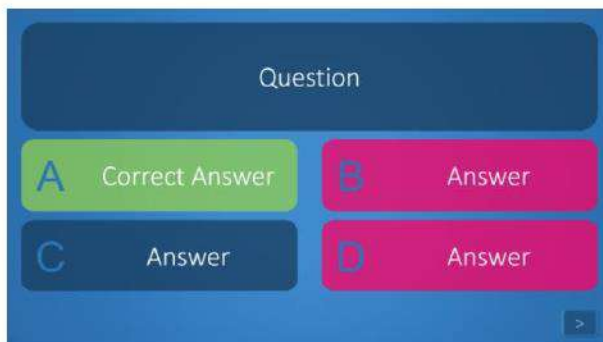 Question
A Correct Answer
B Answer
C Answer
D Answer
>